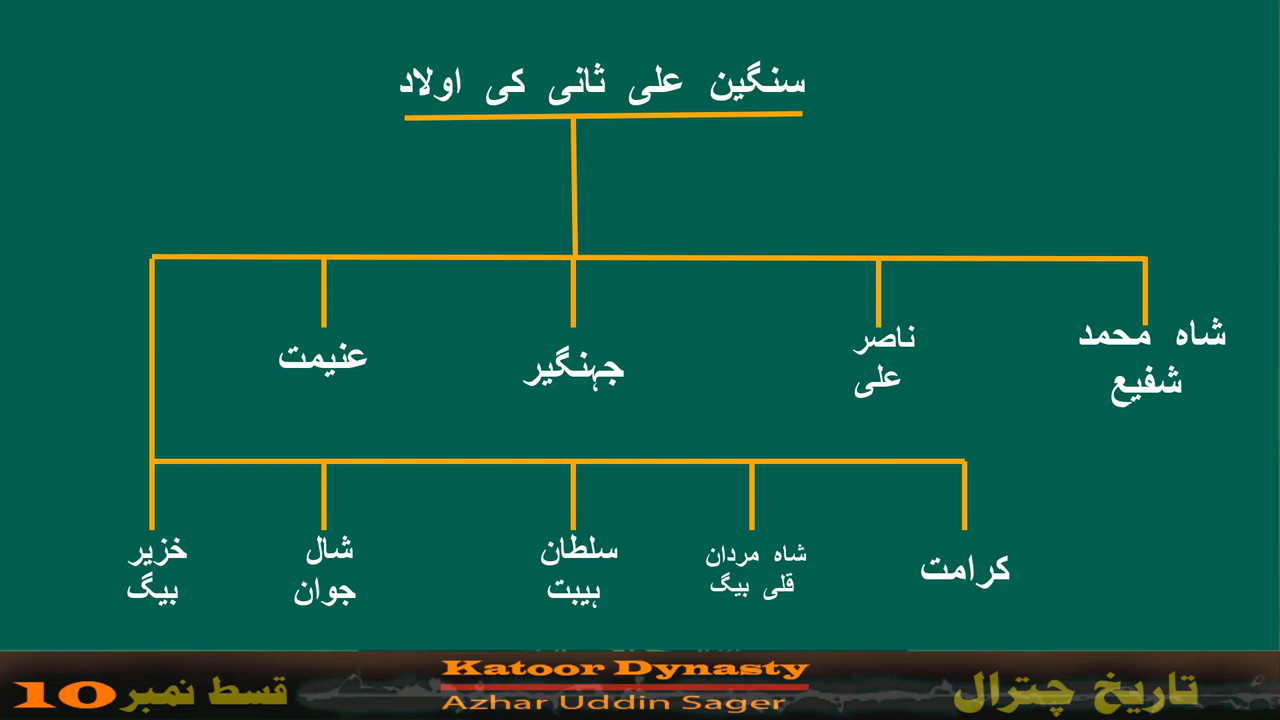 سنگین علی ثانی کی اولاد
شاہ محمد
شفیع
ناصر
علی
جہنگیر
عنیمت
کرامت
شاہ مردان
قلی بیگ
سلطان
ہیبت
شال
جوان
خزیر
بیگ
تاریخ چترال
Katoor Dynasty
Azhar Uddin Sager
قسط نمبر 10